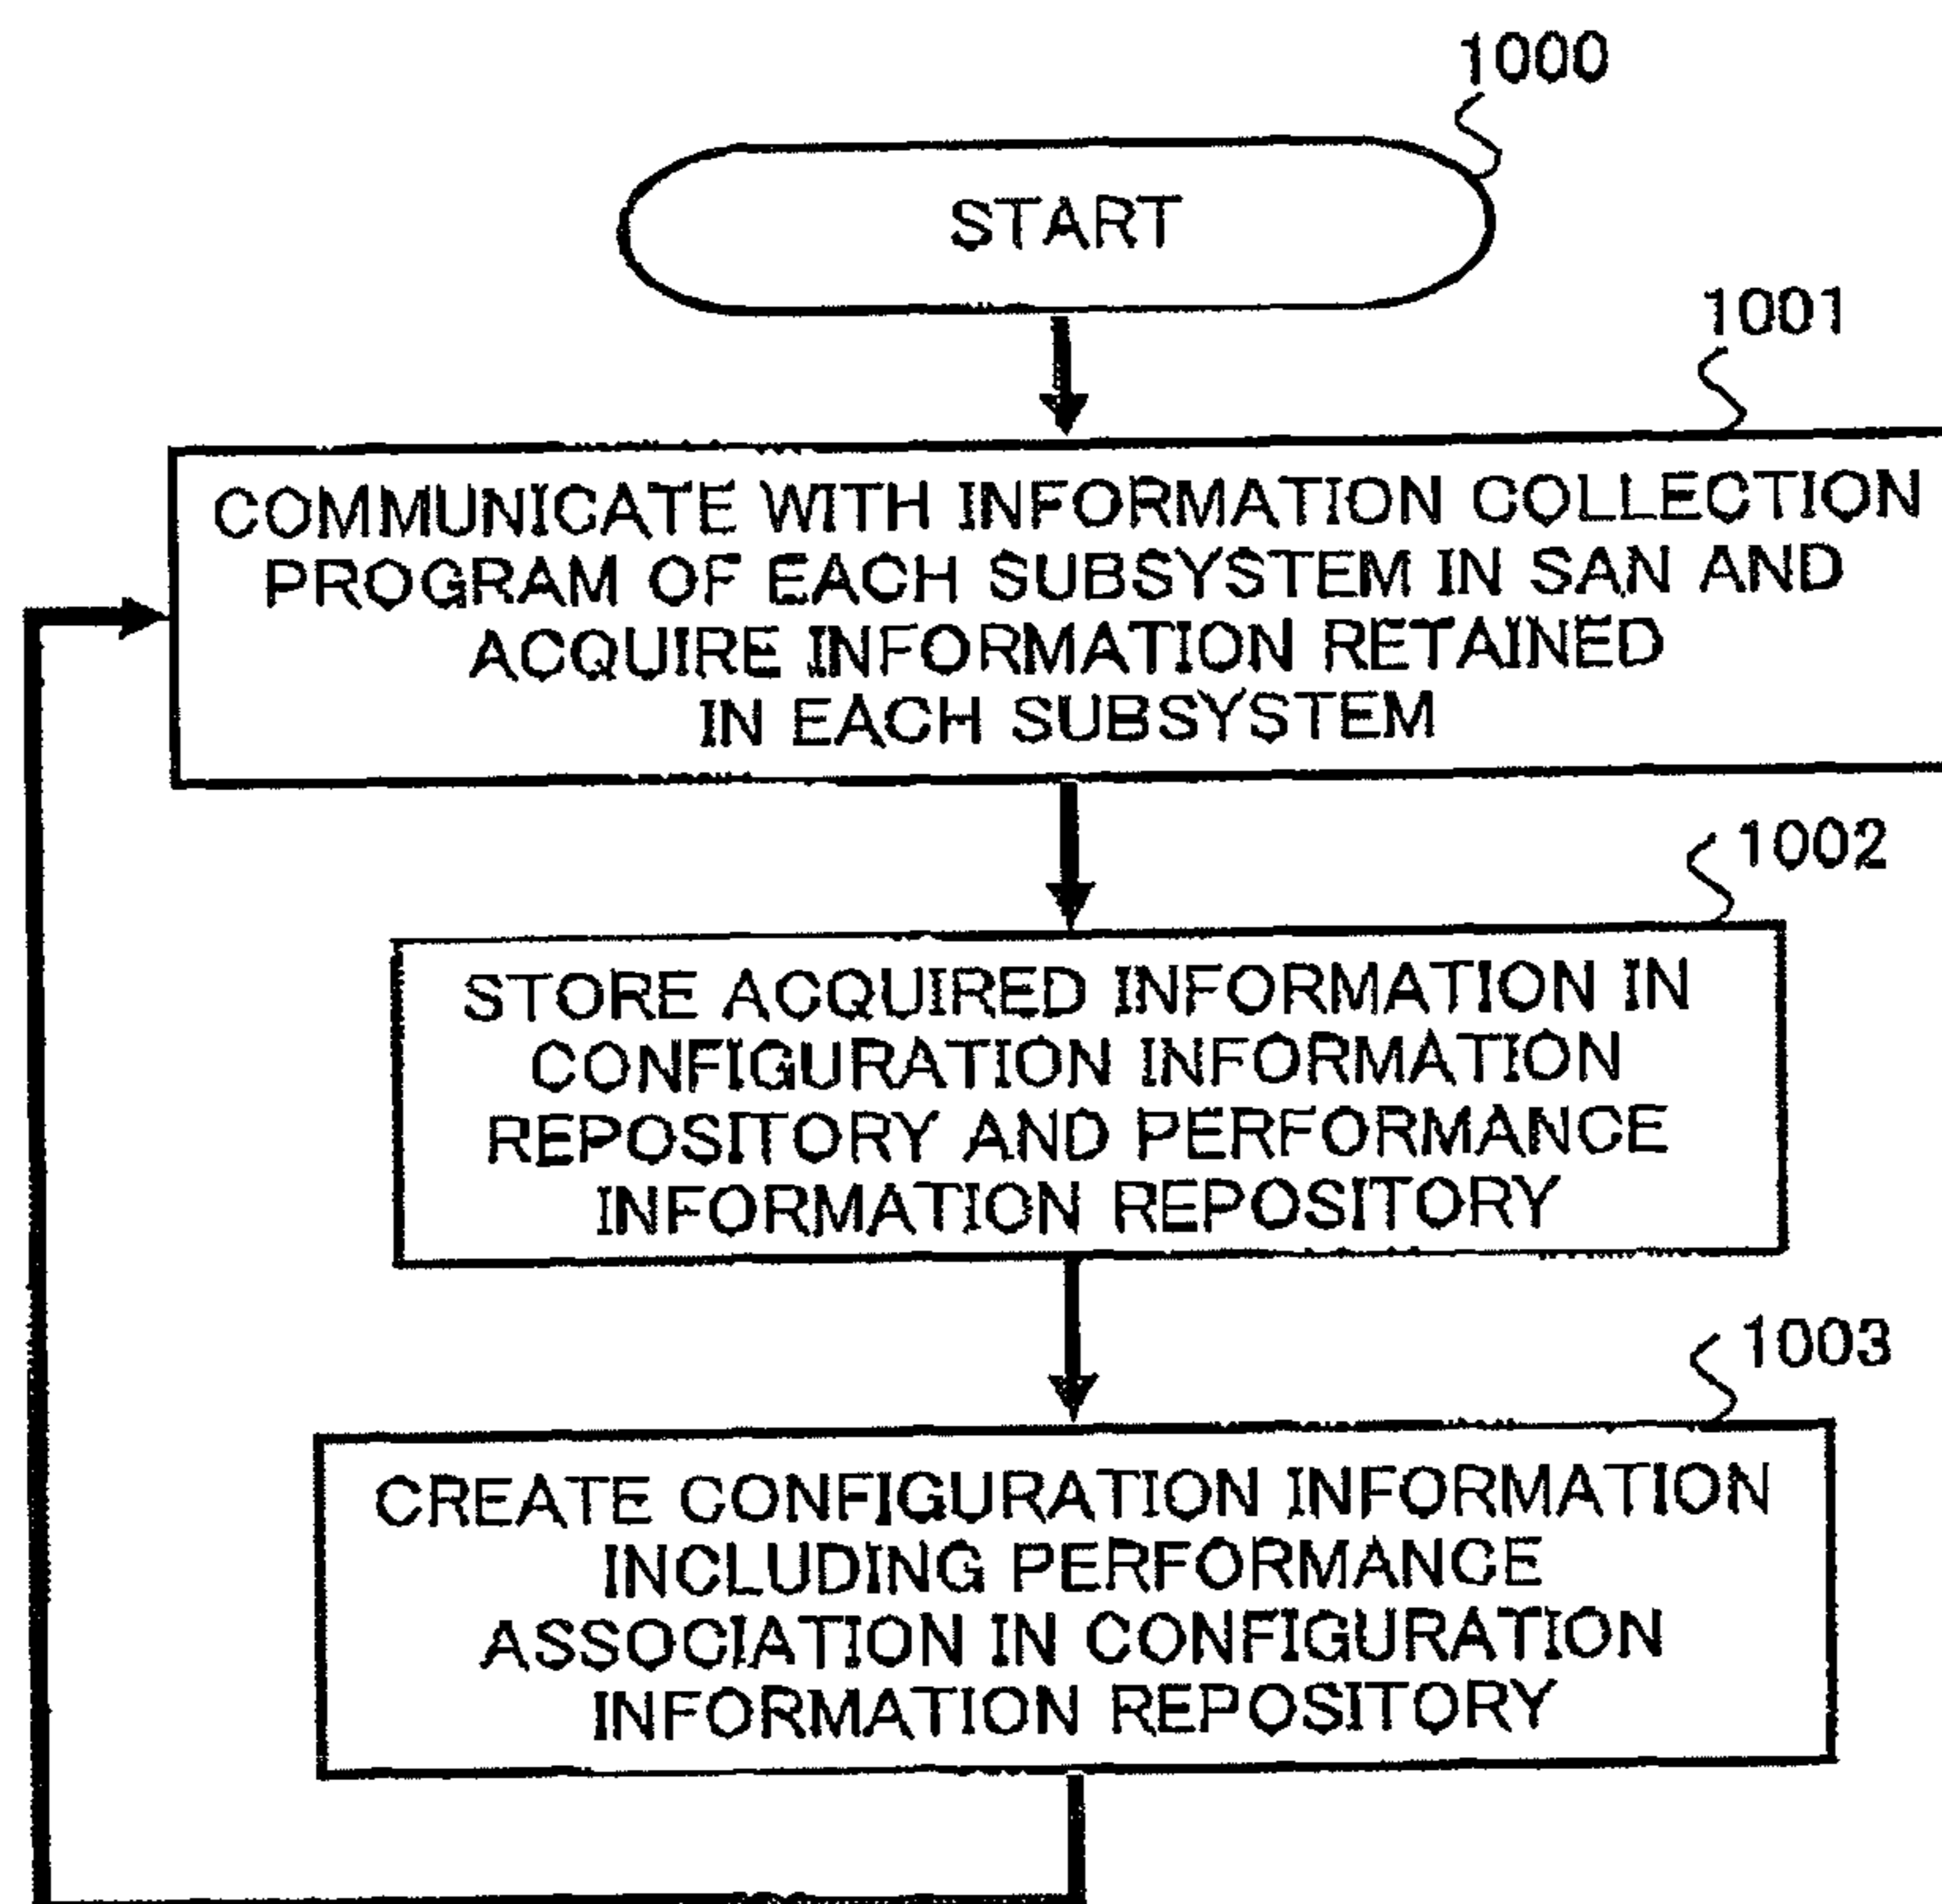 1000
START
1001
COMMUNICATE WITH INFORMATION COLLECTION
PROGRAM OF EACH SUBSYSTEM IN SAN AND
ACQUIRE INFORMATION RETAINED
IN EACH SUBSYSTEM
1002
STORE ACQUIRED INFORMATION IN
CONFIGURATION INFORMATION
REPOSITORY AND PERFORMANCE
INFORMATION REPOSITORY
1003
CREATE CONFIGURATION INFORMATION
INCLUDING PERFORMANCE
ASSOCIATION IN CONFIGURATION
INFORMATION REPOSITORY